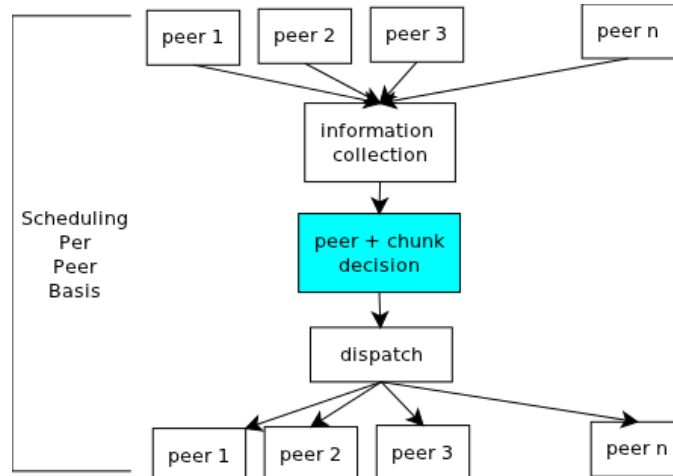 peer 1
peer 2
peer 3
peer n
information
collection
Scheduling
Per
Peer
Basis
peer + chunk
decision
dispatch
peer 1
peer 2
peer 3
peer n